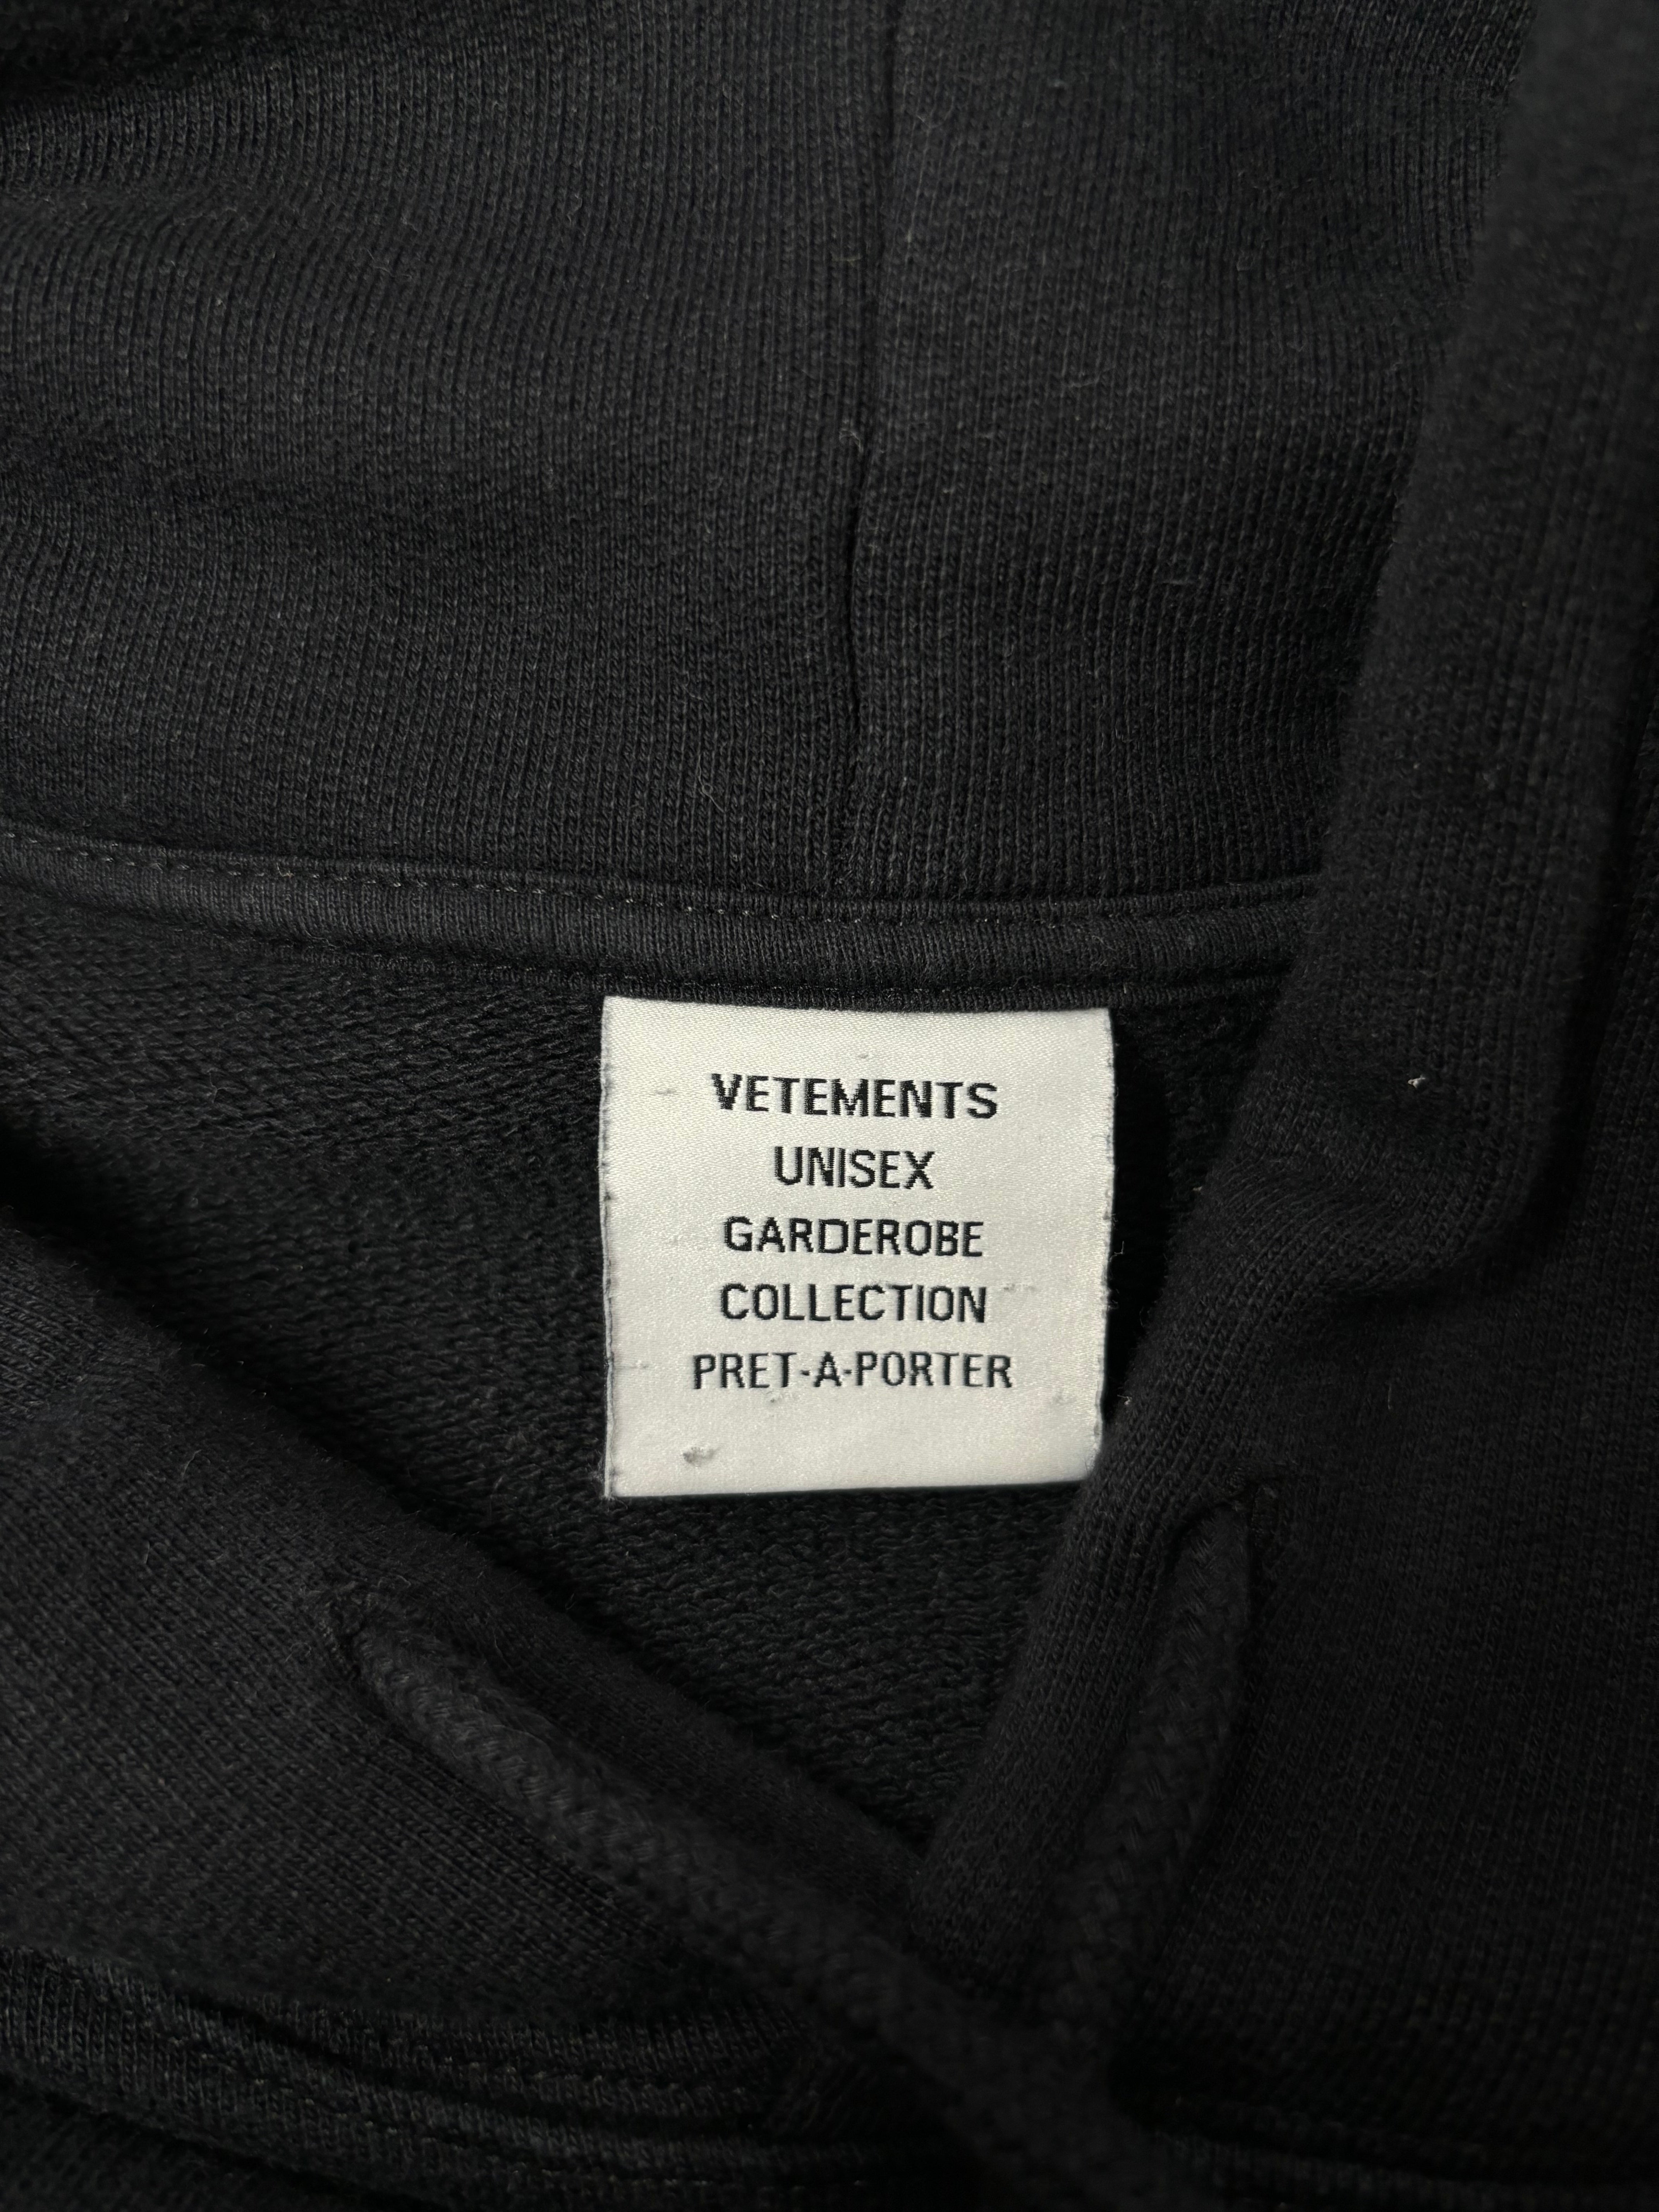 VETEMENTS
UNISEX
GARDEROBE
COLLECTION
PRET-A-PORTER